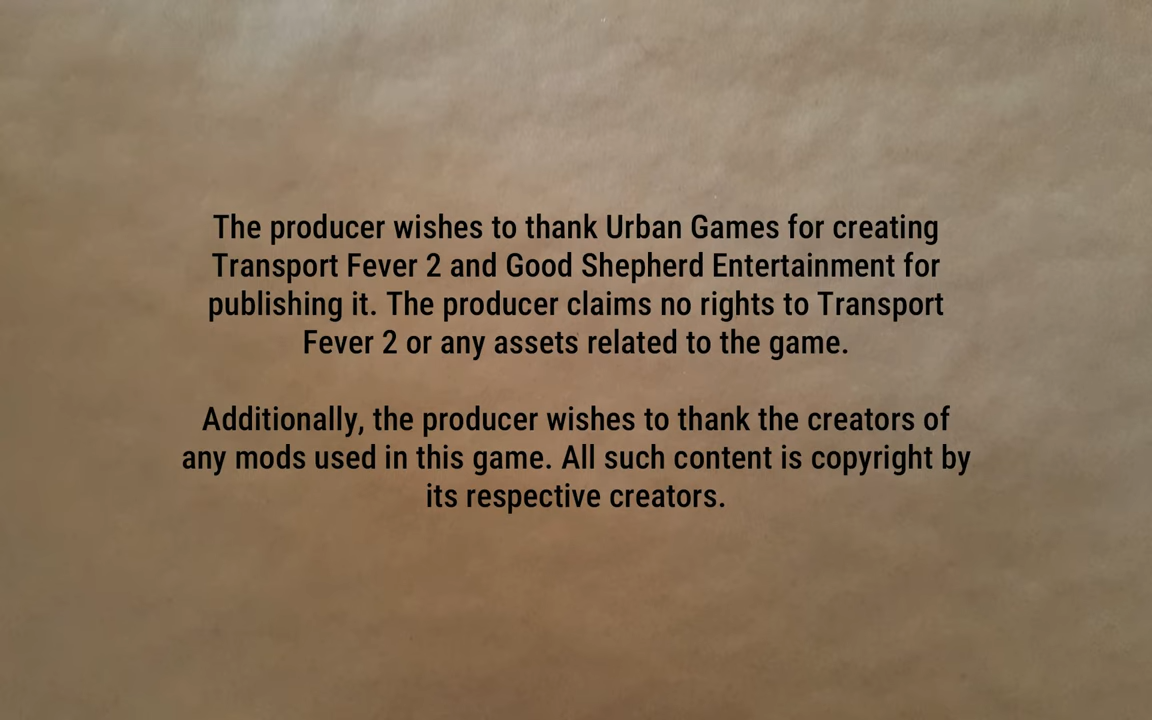 The producer wishes to thank Urban Games for creating
Transport Fever 2 and Good Shepherd Entertainment for
publishing it. The producer claims no rights to Transport
Fever 2 or any assets related to the game.
Additionally, the producer wishes to thank the creators of
any mods used in this game. All such content is copyright by
its respective creators.